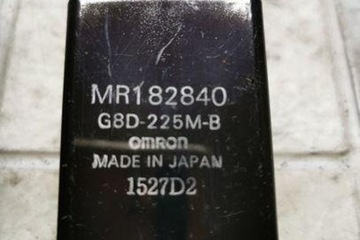 MR182840
G8D-225M-B
omron
MADE IN JAPAN
1527D2